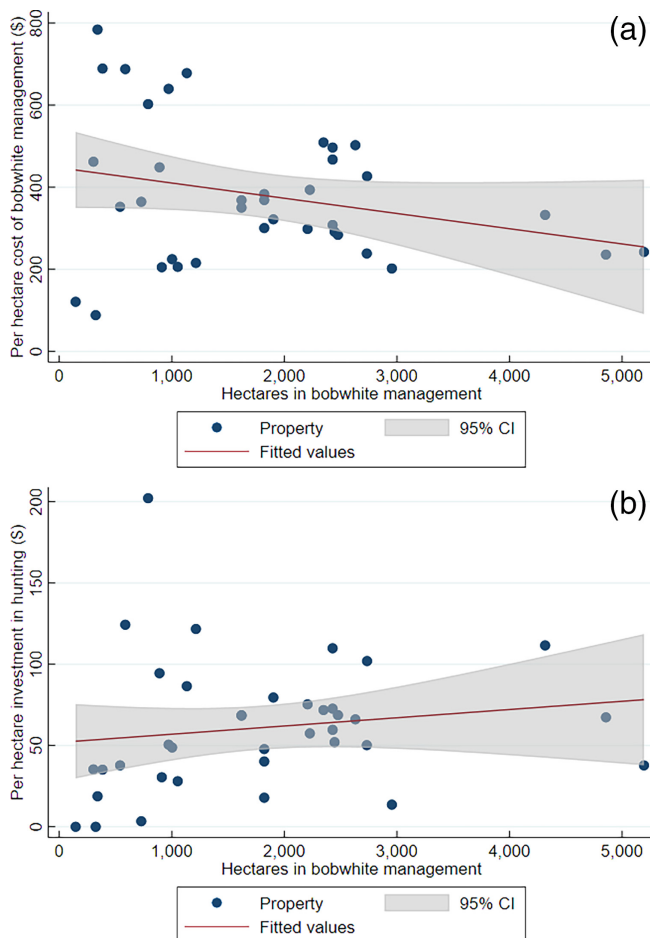 (a)
Per hectare cost of bobwhite management ($)
800
600
400
200
0
0 1,000 2,000 3,000 4,000 5,000
Hectares in bobwhite management
Property 95% CI
Fitted values
(b)
Per hectare investment in hunting ($)
200
150
100
50
0
0 1,000 2,000 3,000 4,000 5,000
Hectares in bobwhite management
Property 95% CI
Fitted values